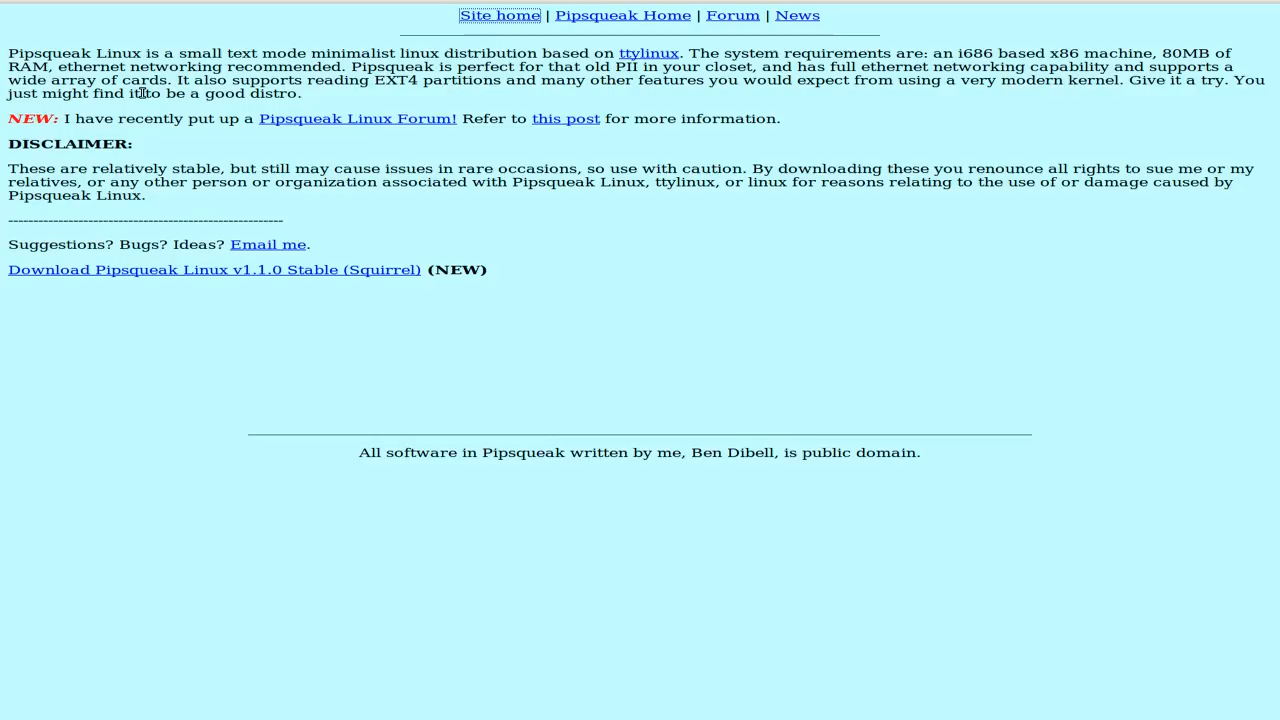 Site home | Pipsqueak Home | Forum | News
Pipsqueak Linux is a small text mode minimalist linux distribution based on ttylinux. The system requirements are: an i686 based x86 machine, 80MB of
RAM, ethernet networking recommended. Pipsqueak is perfect for that old PII in your closet, and has full ethernet networking capability and supports a
wide array of cards. It also supports reading EXT4 partitions and many other features you would expect from using a very modern kernel. Give it a try. You
just might find it to be a good distro.
NEW: I have recently put up a Pipsqueak Linux Forum! Refer to this post for more information.
DISCLAIMER:
These are relatively stable, but still may cause issues in rare occasions, so use with caution. By downloading these you renounce all rights to sue me or my
relatives, or any other person or organization associated with Pipsqueak Linux, ttylinux, or linux for reasons relating to the use of or damage caused by
Pipsqueak Linux.
-------------------------------------------------------
Suggestions? Bugs? Ideas? Email me.
Download Pipsqueak Linux v1.1.0 Stable (Squirrel) (NEW)
All software in Pipsqueak written by me, Ben Dibell, is public domain.